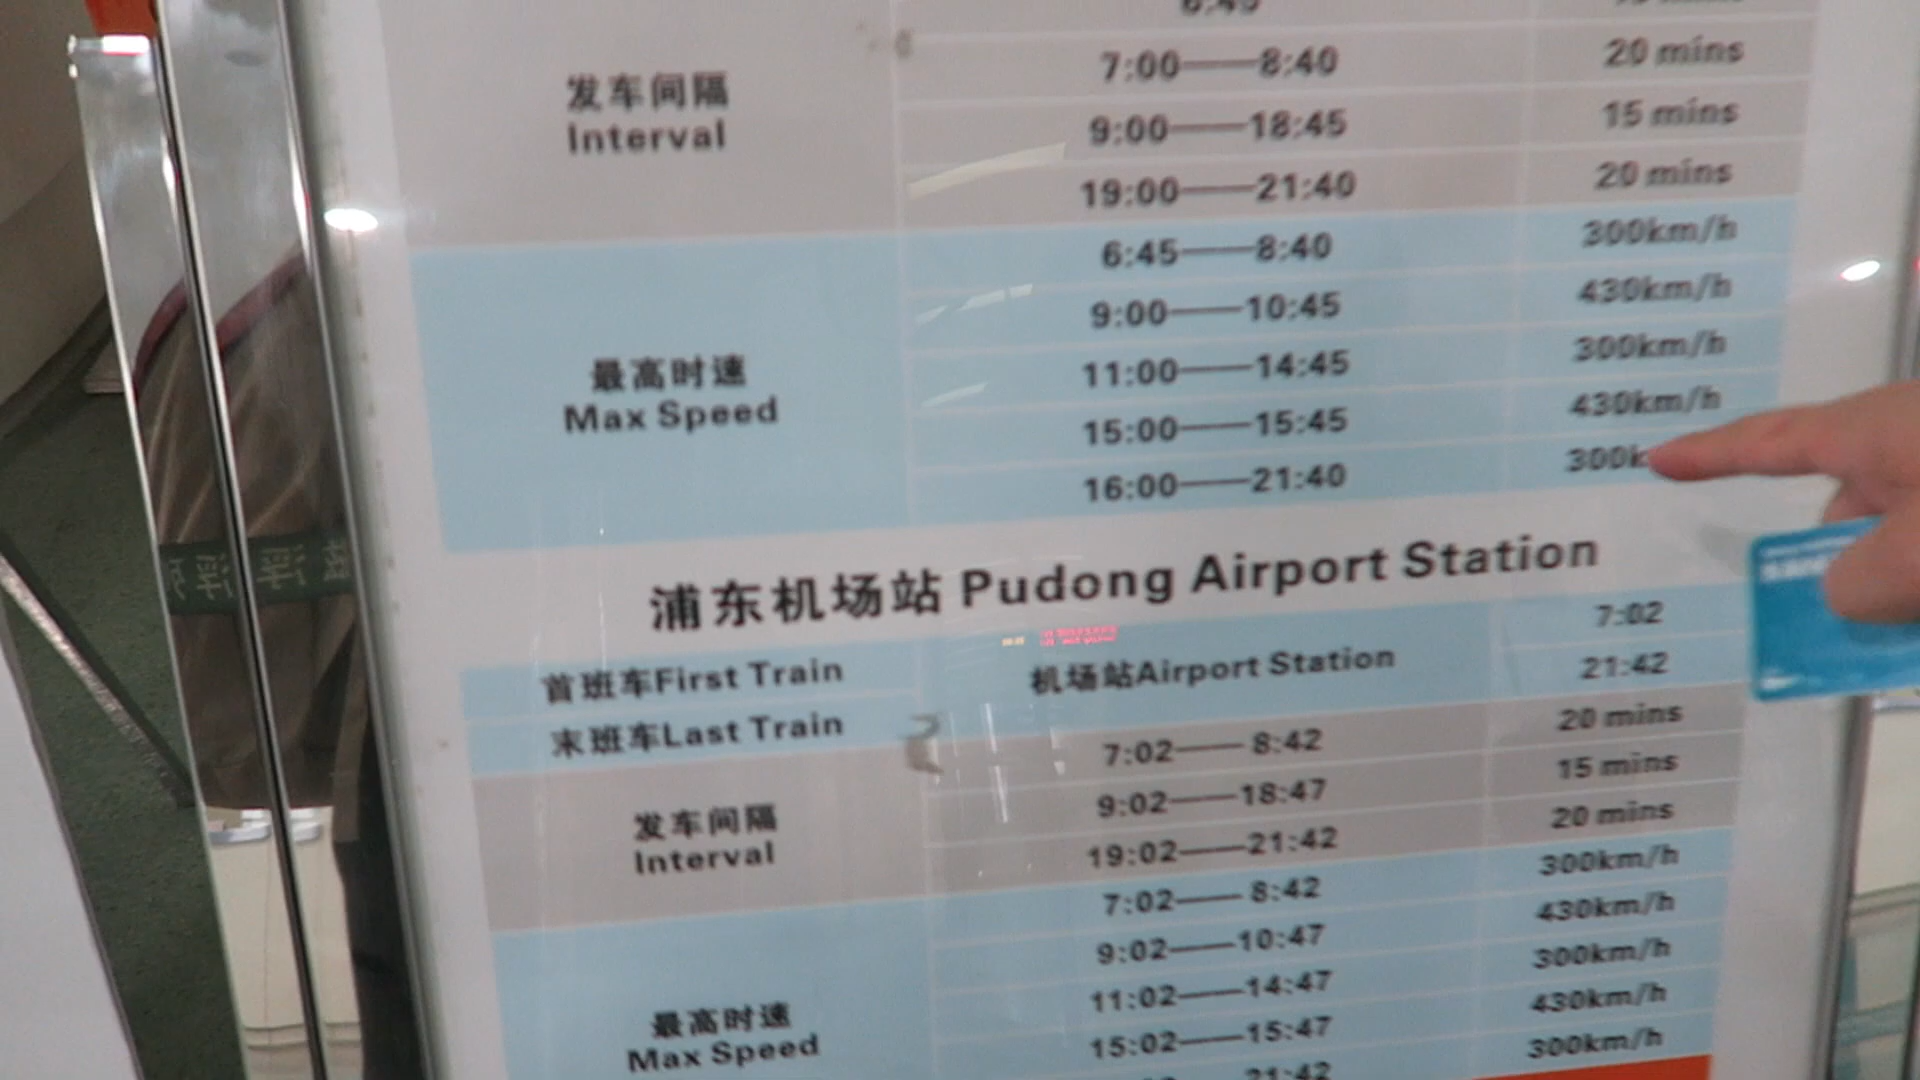 6:45
7:00——8:40 20 mins
发车间隔
Interval
9:00——18:45 15 mins
19:00——21:40 20 mins
6:45——8:40 300km/h
9:00——10:45 430km/h
最高时速
Max Speed
11:00——14:45 300km/h
15:00——15:45 430km/h
16:00——21:40 300k
浦东机场站 Pudong Airport Station
首班车First Train 机场站Airport Station 7:02
末班车Last Train 21:42
7:02——8:42 20 mins
发车间隔
Interval
9:02——18:47 15 mins
19:02——21:42 20 mins
7:02——8:42 300km/h
9:02——10:47 430km/h
最高时速
Max Speed
11:02——14:47 300km/h
15:02——15:47 430km/h
21:42 300km/h